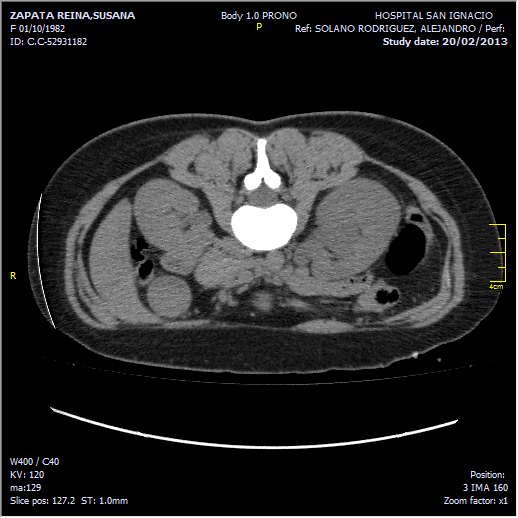 ZAPATA REINA,SUSANA
F 01/10/1982
ID: C.C-52931182
Body 1.0 PRONO
P
HOSPITAL SAN IGNACIO
Ref: SOLANO RODRIGUEZ, ALEJANDRO / Perf:
Study date: 20/02/2013
R
4cm
W400 / C40
KV: 120
ma:129
Slice pos: 127.2 ST: 1.0mm
Position:
3 IMA 160
Zoom factor: x1